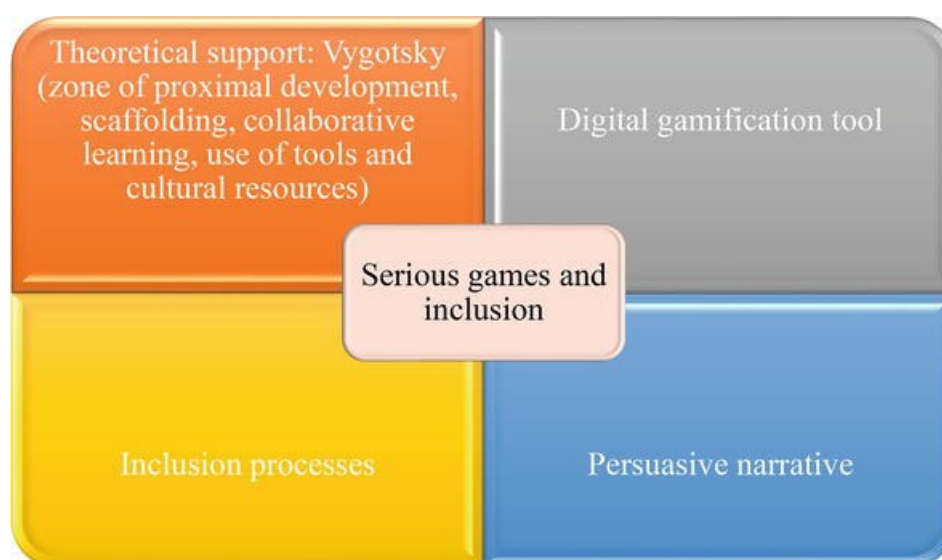 Theoretical support: Vygotsky
(zone of proximal development,
scaffolding, collaborative
learning, use of tools and
cultural resources)
Digital gamification tool
Serious games and
inclusion
Inclusion processes
Persuasive narrative